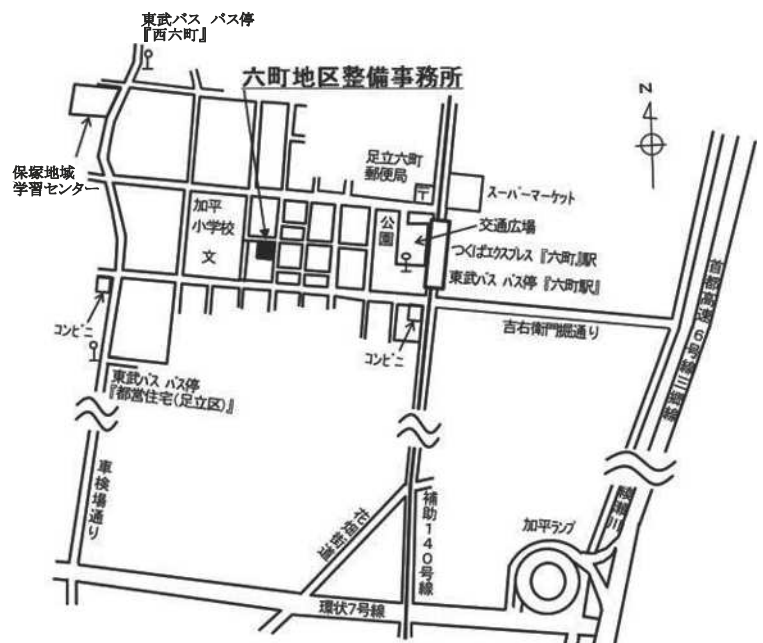 東武バス バス停
『西六町』
六町地区整備事務所
N
保塚地域
学習センター
足立六町
郵便局
〒
スーパーマーケット
加平
小学校
文
公園
交通広場
つくばエクスプレス『六町』駅
東武バス バス停『六町駅』
吉右衛門掘通り
首都高速6号線三郷線
コンビニ
コンビニ
東武バス バス停
『都営住宅(足立区)』
車検場通り
花畑街道
補助140号線
加平ランプ
綾瀬川
環状7号線